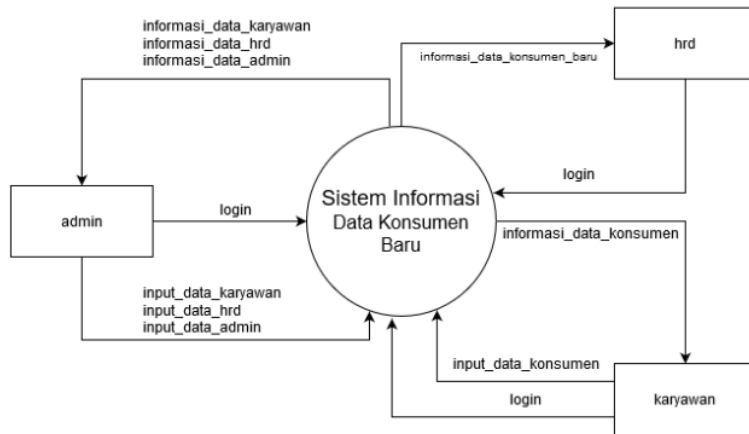 informasi_data_karyawan
informasi_data_hrd
informasi_data_admin
informasi_data_konsumen_baru
hrd
login
admin
login
Sistem Informasi
Data Konsumen
Baru
informasi_data_konsumen
input_data_karyawan
input_data_hrd
input_data_admin
input_data_konsumen
login
karyawan